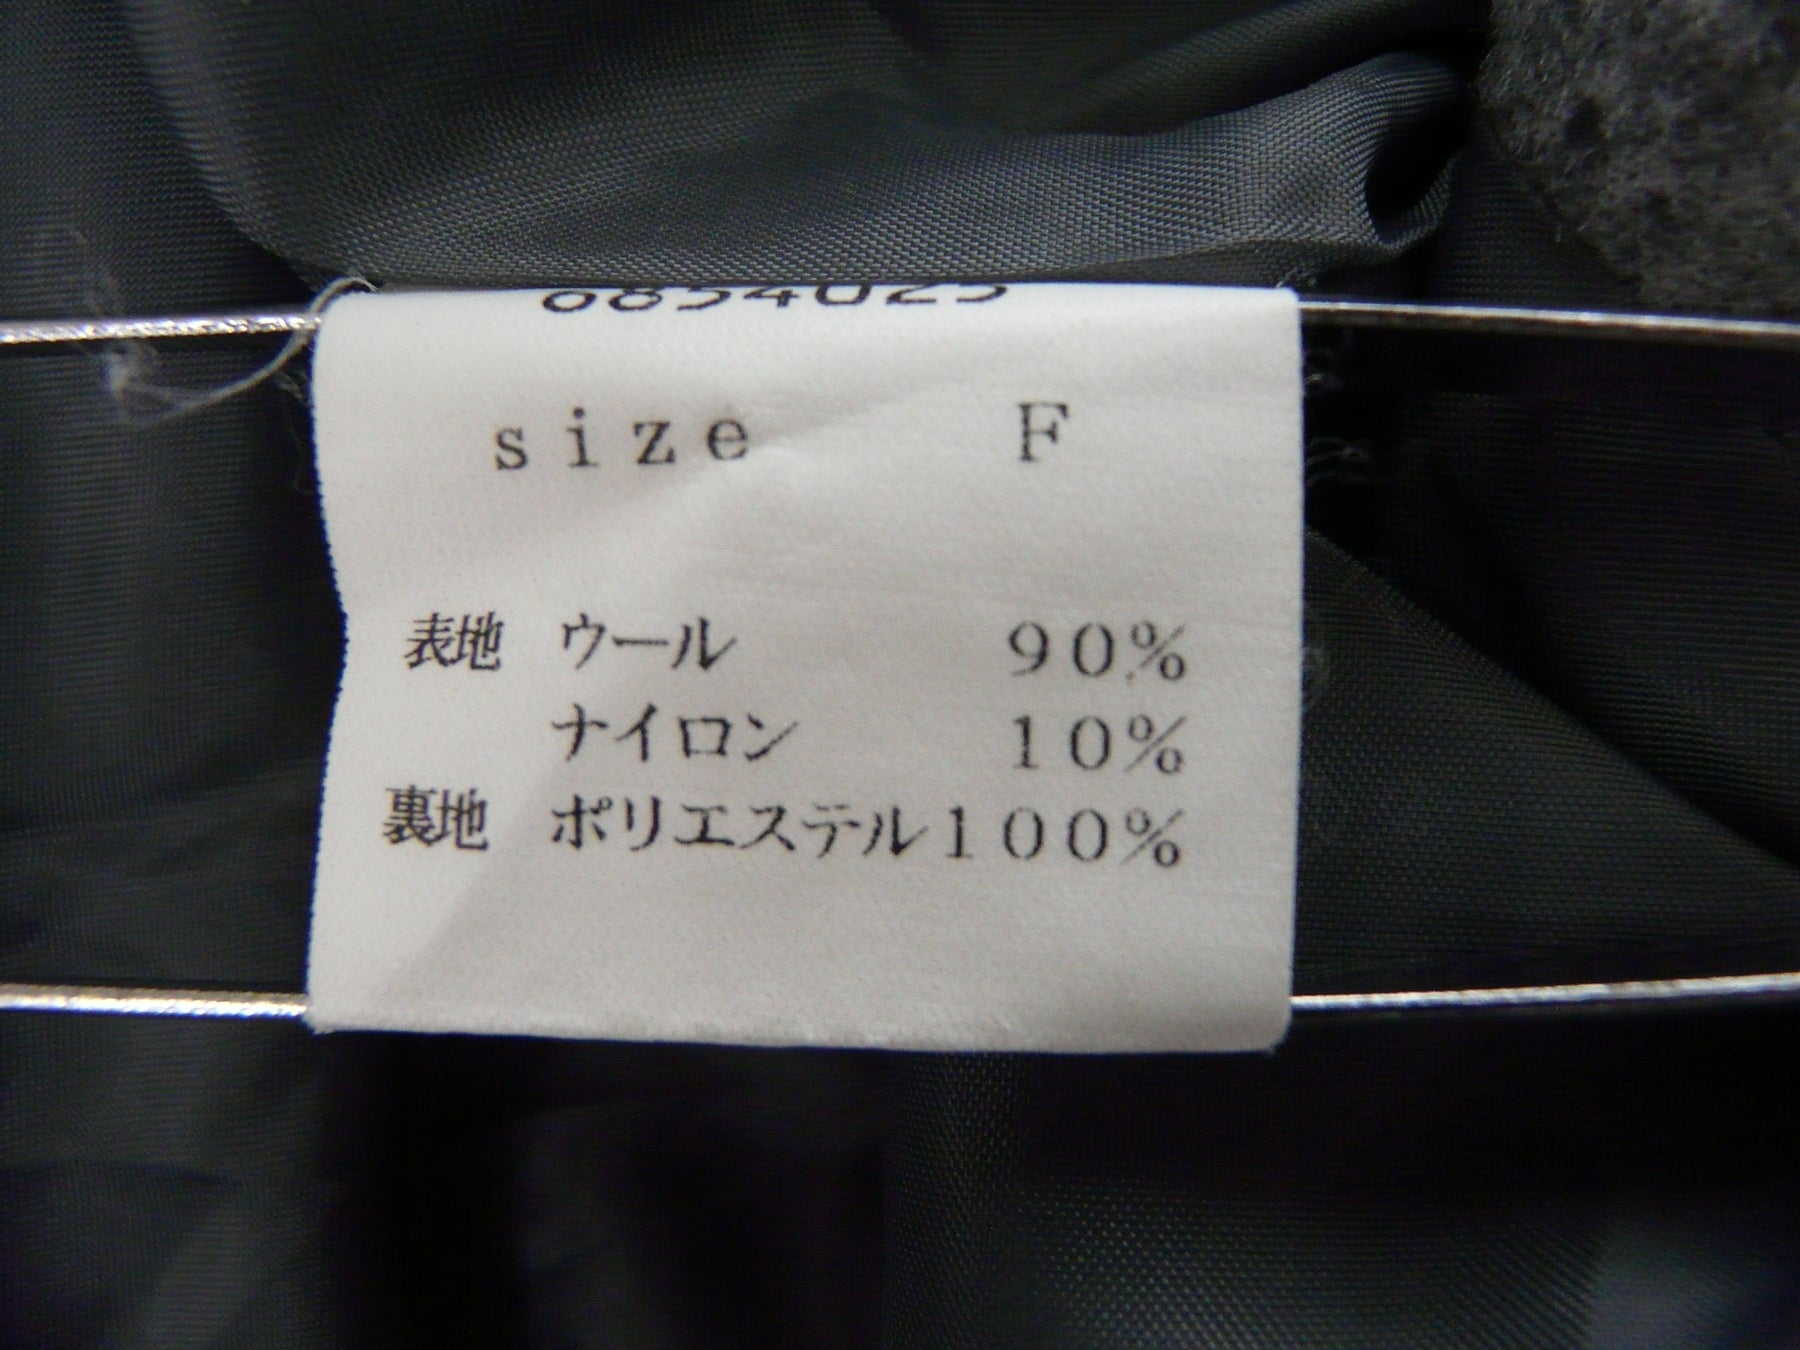 size F
表地 ウール 90%
ナイロン 10%
裏地 ポリエステル100%